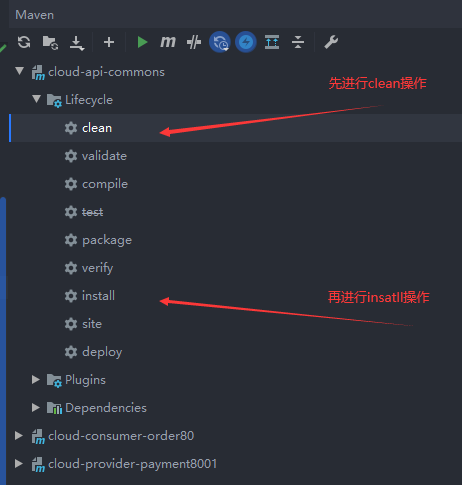 Maven
cloud-api-commons
Lifecycle
先进行clean操作
clean
validate
compile
test
package
verify
install
再进行insatll操作
site
deploy
Plugins
Dependencies
cloud-consumer-order80
cloud-provider-payment8001